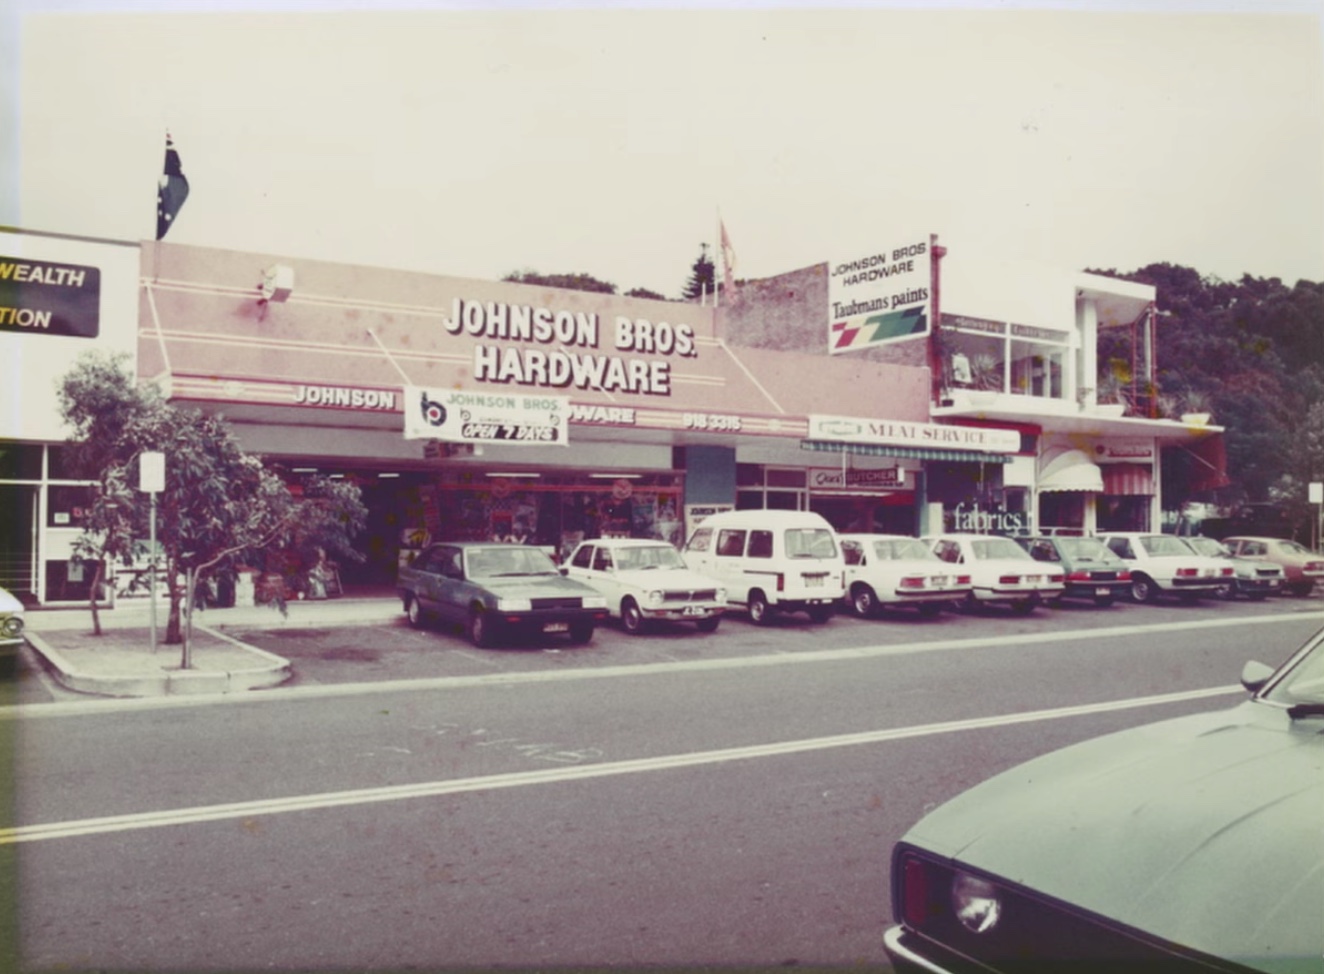 WEALTH
TION
JOHNSON BROS.
HARDWARE
JOHNSON BROS
HARDWARE
Taubmans paints
JOHNSON
JOHNSON BROS.
OPEN 7 DAYS
WARE
918 3315
MEAT SERVICE
BUTCHER
fabrics